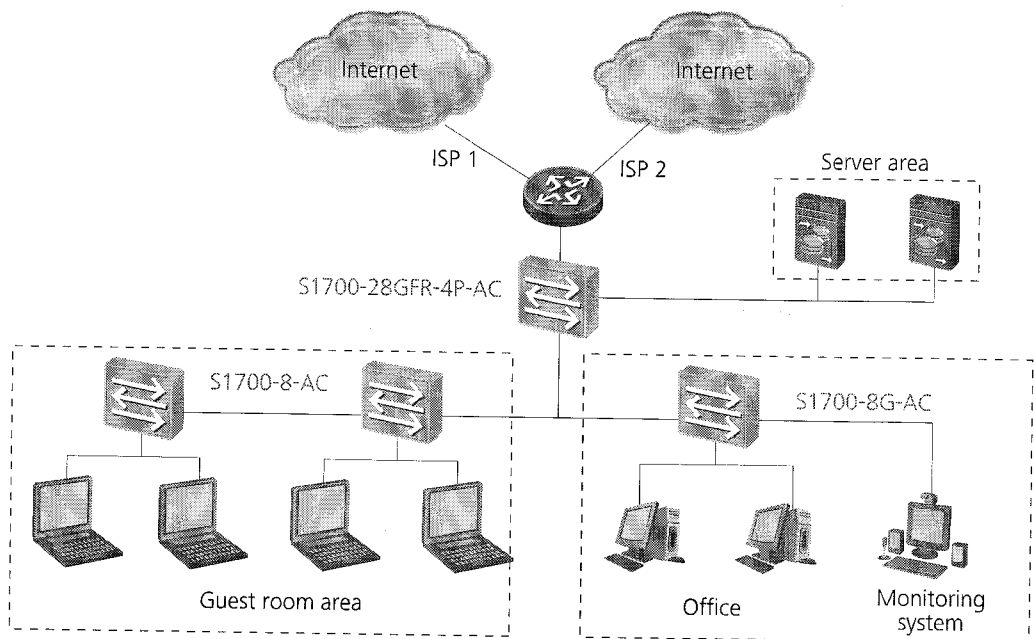 Internet
Internet
ISP 1
ISP 2
Server area
S1700-28GFR-4P-AC
S1700-8-AC
S1700-8G-AC
Guest room area
Office
Monitoring
system